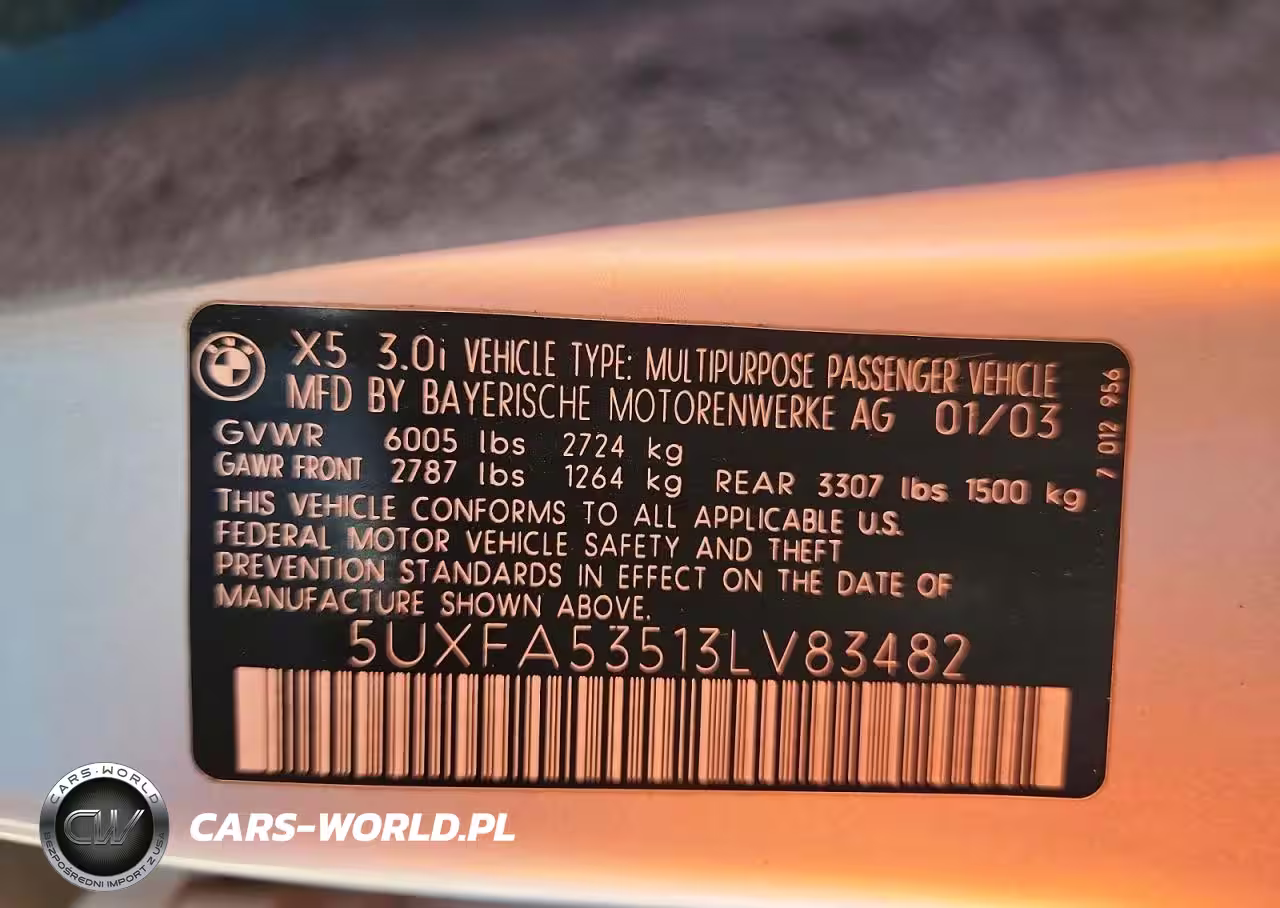 X5 3.0i VEHICLE TYPE: MULTIPURPOSE PASSENGER VEHICLE
MFD BY BAYERISCHE MOTORENWERKE AG 01/03
GVWR 6005 lbs 2724 kg
GAWR FRONT 2787 lbs 1264 kg REAR 3307 lbs 1500 kg
THIS VEHICLE CONFORMS TO ALL APPLICABLE U.S.
FEDERAL MOTOR VEHICLE SAFETY AND THEFT
PREVENTION STANDARDS IN EFFECT ON THE DATE OF
MANUFACTURE SHOWN ABOVE.
5UXFA53513LV83482
7 012 956
CARS-WORLD
CW
BEZPOŚREDNI IMPORT Z USA
CARS-WORLD.PL